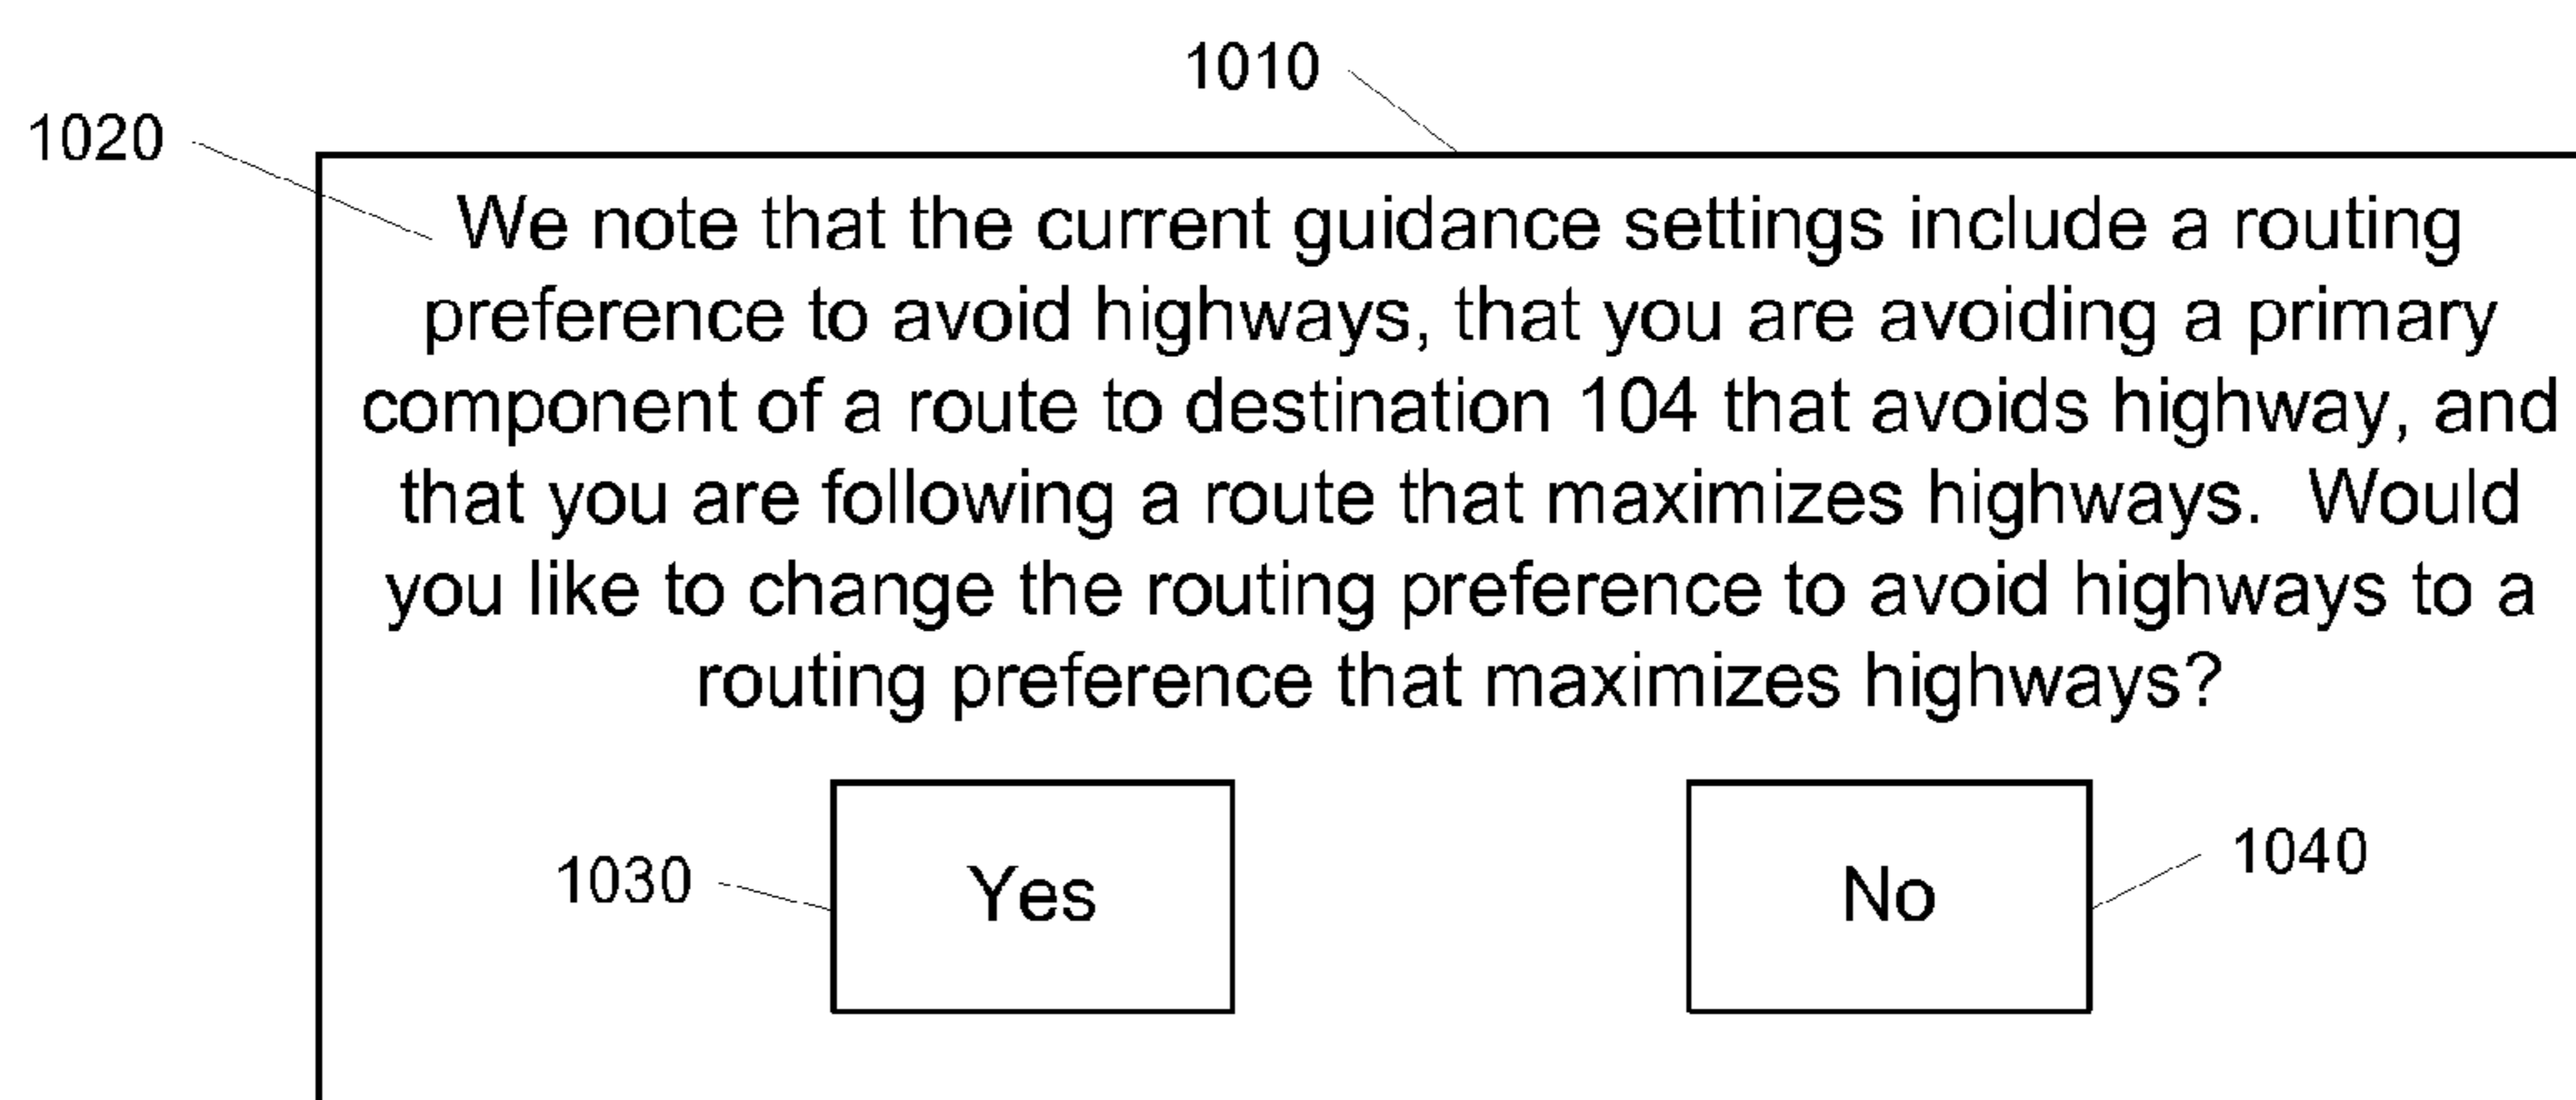 1010
1020
We note that the current guidance settings include a routing
preference to avoid highways, that you are avoiding a primary
component of a route to destination 104 that avoids highway, and
that you are following a route that maximizes highways.  Would
you like to change the routing preference to avoid highways to a
routing preference that maximizes highways?
1030
Yes
No
1040